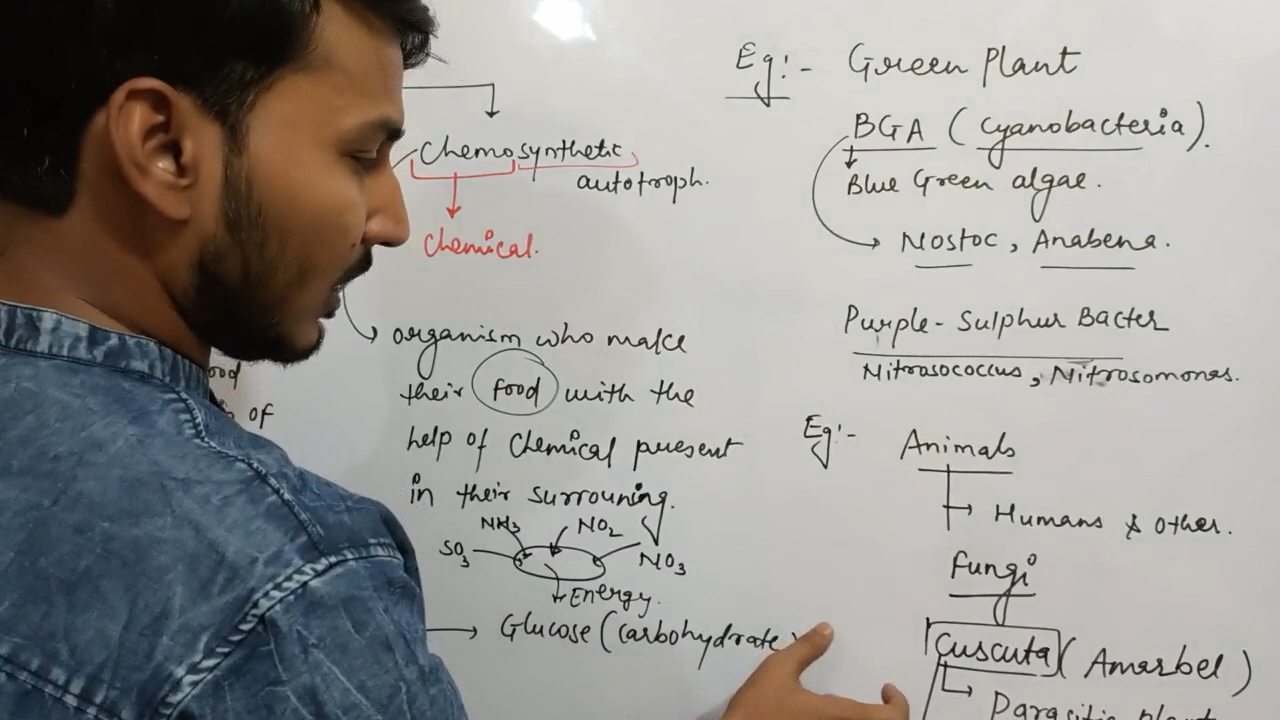 Chemosynthetic
autotroph.
Chemical.
organism who make
their food with the
help of Chemical present
in their surrouning.
NH3 NO2
SO3 NO3
Energy.
Glucose (Carbohydrate)
of
Eg:- Green Plant
BGA (Cyanobacteria).
Blue Green algae.
Nostoc, Anabena.
Purple-Sulphur Bacter
Nitrosococcus, Nitrosomonas.
Eg:- Animals
Humans & other.
Fungi
Cuscuta (Amarbel)
Parasitic Plant